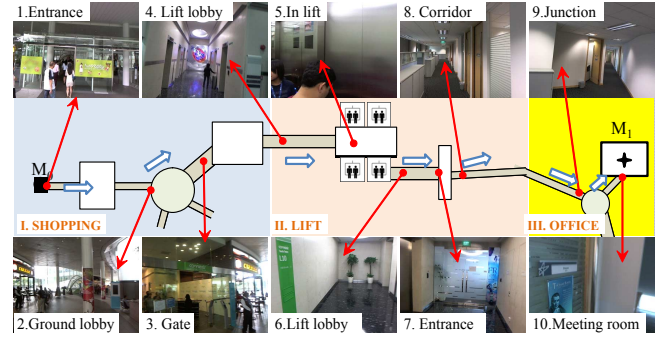 1.Entrance
4. Lift lobby
5.In lift
8. Corridor
9.Junction
M0
M1
I. SHOPPING
II. LIFT
III. OFFICE
2.Ground lobby
3. Gate
6.Lift lobby
7. Entrance
10.Meeting room